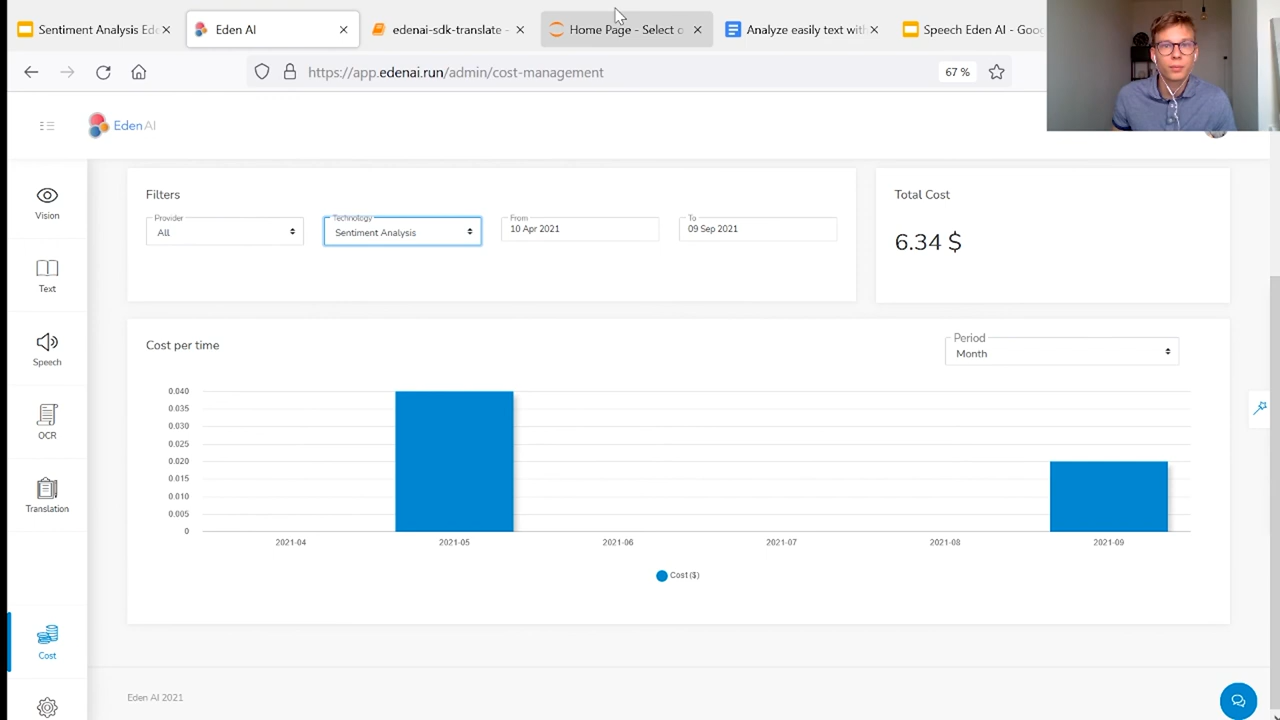 Sentiment Analysis Ed
Eden AI
edenai-sdk-translate -
Home Page - Select o
Analyze easily text with
Speech Eden AI - Goo
https://app.edenai.run/admin/cost-management
67 %
Eden AI
Vision
Text
Speech
OCR
Translation
Cost
Filters
Provider
All
Technology
Sentiment Analysis
From
10 Apr 2021
To
09 Sep 2021
Total Cost
6.34 $
Cost per time
Period
Month
0.040
0.035
0.030
0.025
0.020
0.015
0.010
0.005
0
2021-04
2021-05
2021-06
2021-07
2021-08
2021-09
Cost ($)
Eden AI 2021